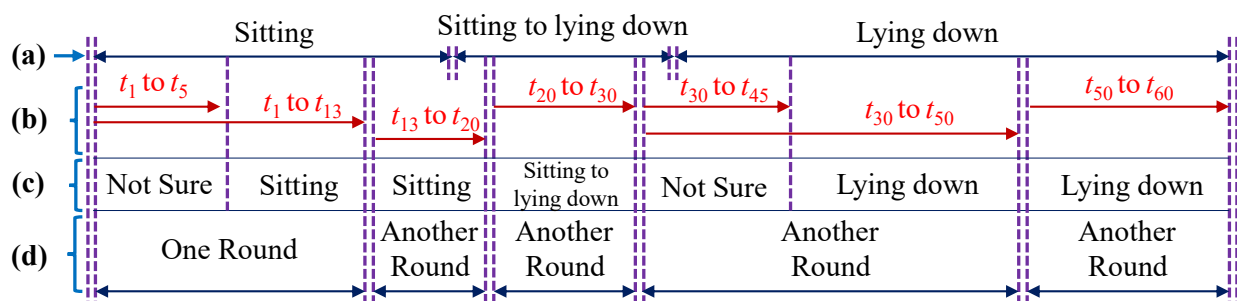 (a) Sitting Sitting to lying down Lying down
(b) t1 to t5 t20 to t30 t30 to t45 t50 to t60
t1 to t13 t13 to t20 t30 to t50
(c) Not Sure Sitting Sitting Sitting to lying down Not Sure Lying down Lying down
(d) One Round Another Round Another Round Another Round Another Round